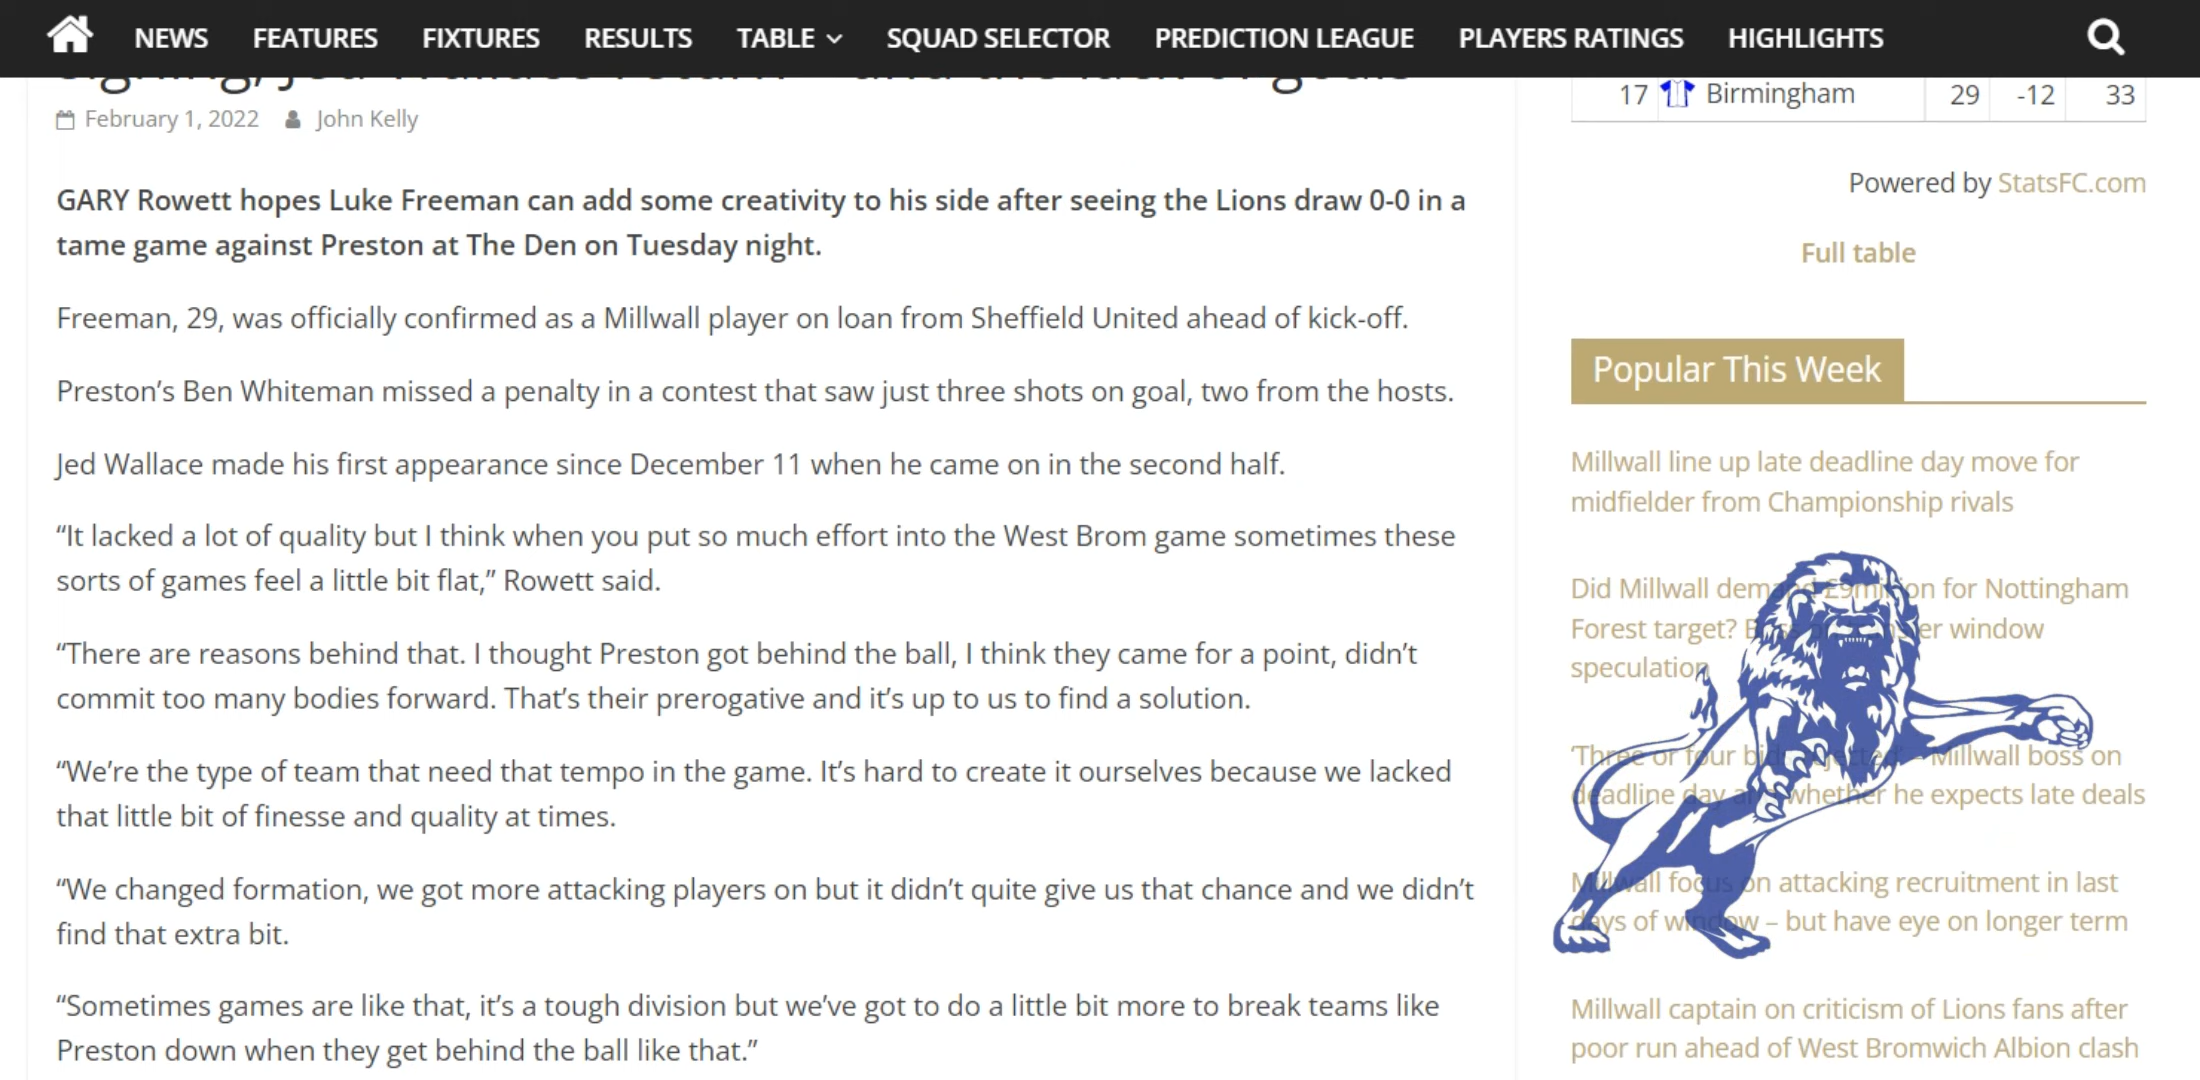 NEWS FEATURES FIXTURES RESULTS TABLE SQUAD SELECTOR PREDICTION LEAGUE PLAYERS RATINGS HIGHLIGHTS
February 1, 2022 John Kelly
GARY Rowett hopes Luke Freeman can add some creativity to his side after seeing the Lions draw 0-0 in a
tame game against Preston at The Den on Tuesday night.
Freeman, 29, was officially confirmed as a Millwall player on loan from Sheffield United ahead of kick-off.
Preston’s Ben Whiteman missed a penalty in a contest that saw just three shots on goal, two from the hosts.
Jed Wallace made his first appearance since December 11 when he came on in the second half.
“It lacked a lot of quality but I think when you put so much effort into the West Brom game sometimes these
sorts of games feel a little bit flat,” Rowett said.
“There are reasons behind that. I thought Preston got behind the ball, I think they came for a point, didn’t
commit too many bodies forward. That’s their prerogative and it’s up to us to find a solution.
“We’re the type of team that need that tempo in the game. It’s hard to create it ourselves because we lacked
that little bit of finesse and quality at times.
“We changed formation, we got more attacking players on but it didn’t quite give us that chance and we didn’t
find that extra bit.
“Sometimes games are like that, it’s a tough division but we’ve got to do a little bit more to break teams like
Preston down when they get behind the ball like that.”
17 Birmingham 29 -12 33
Powered by StatsFC.com
Full table
Popular This Week
Millwall line up late deadline day move for
midfielder from Championship rivals
Did Millwall demand £9million for Nottingham
Forest target? window
speculation
‘Three or four bids rejected’ – Millwall boss on
deadline day and whether he expects late deals
Millwall focus on attacking recruitment in last
days of window – but have eye on longer term
Millwall captain on criticism of Lions fans after
poor run ahead of West Bromwich Albion clash